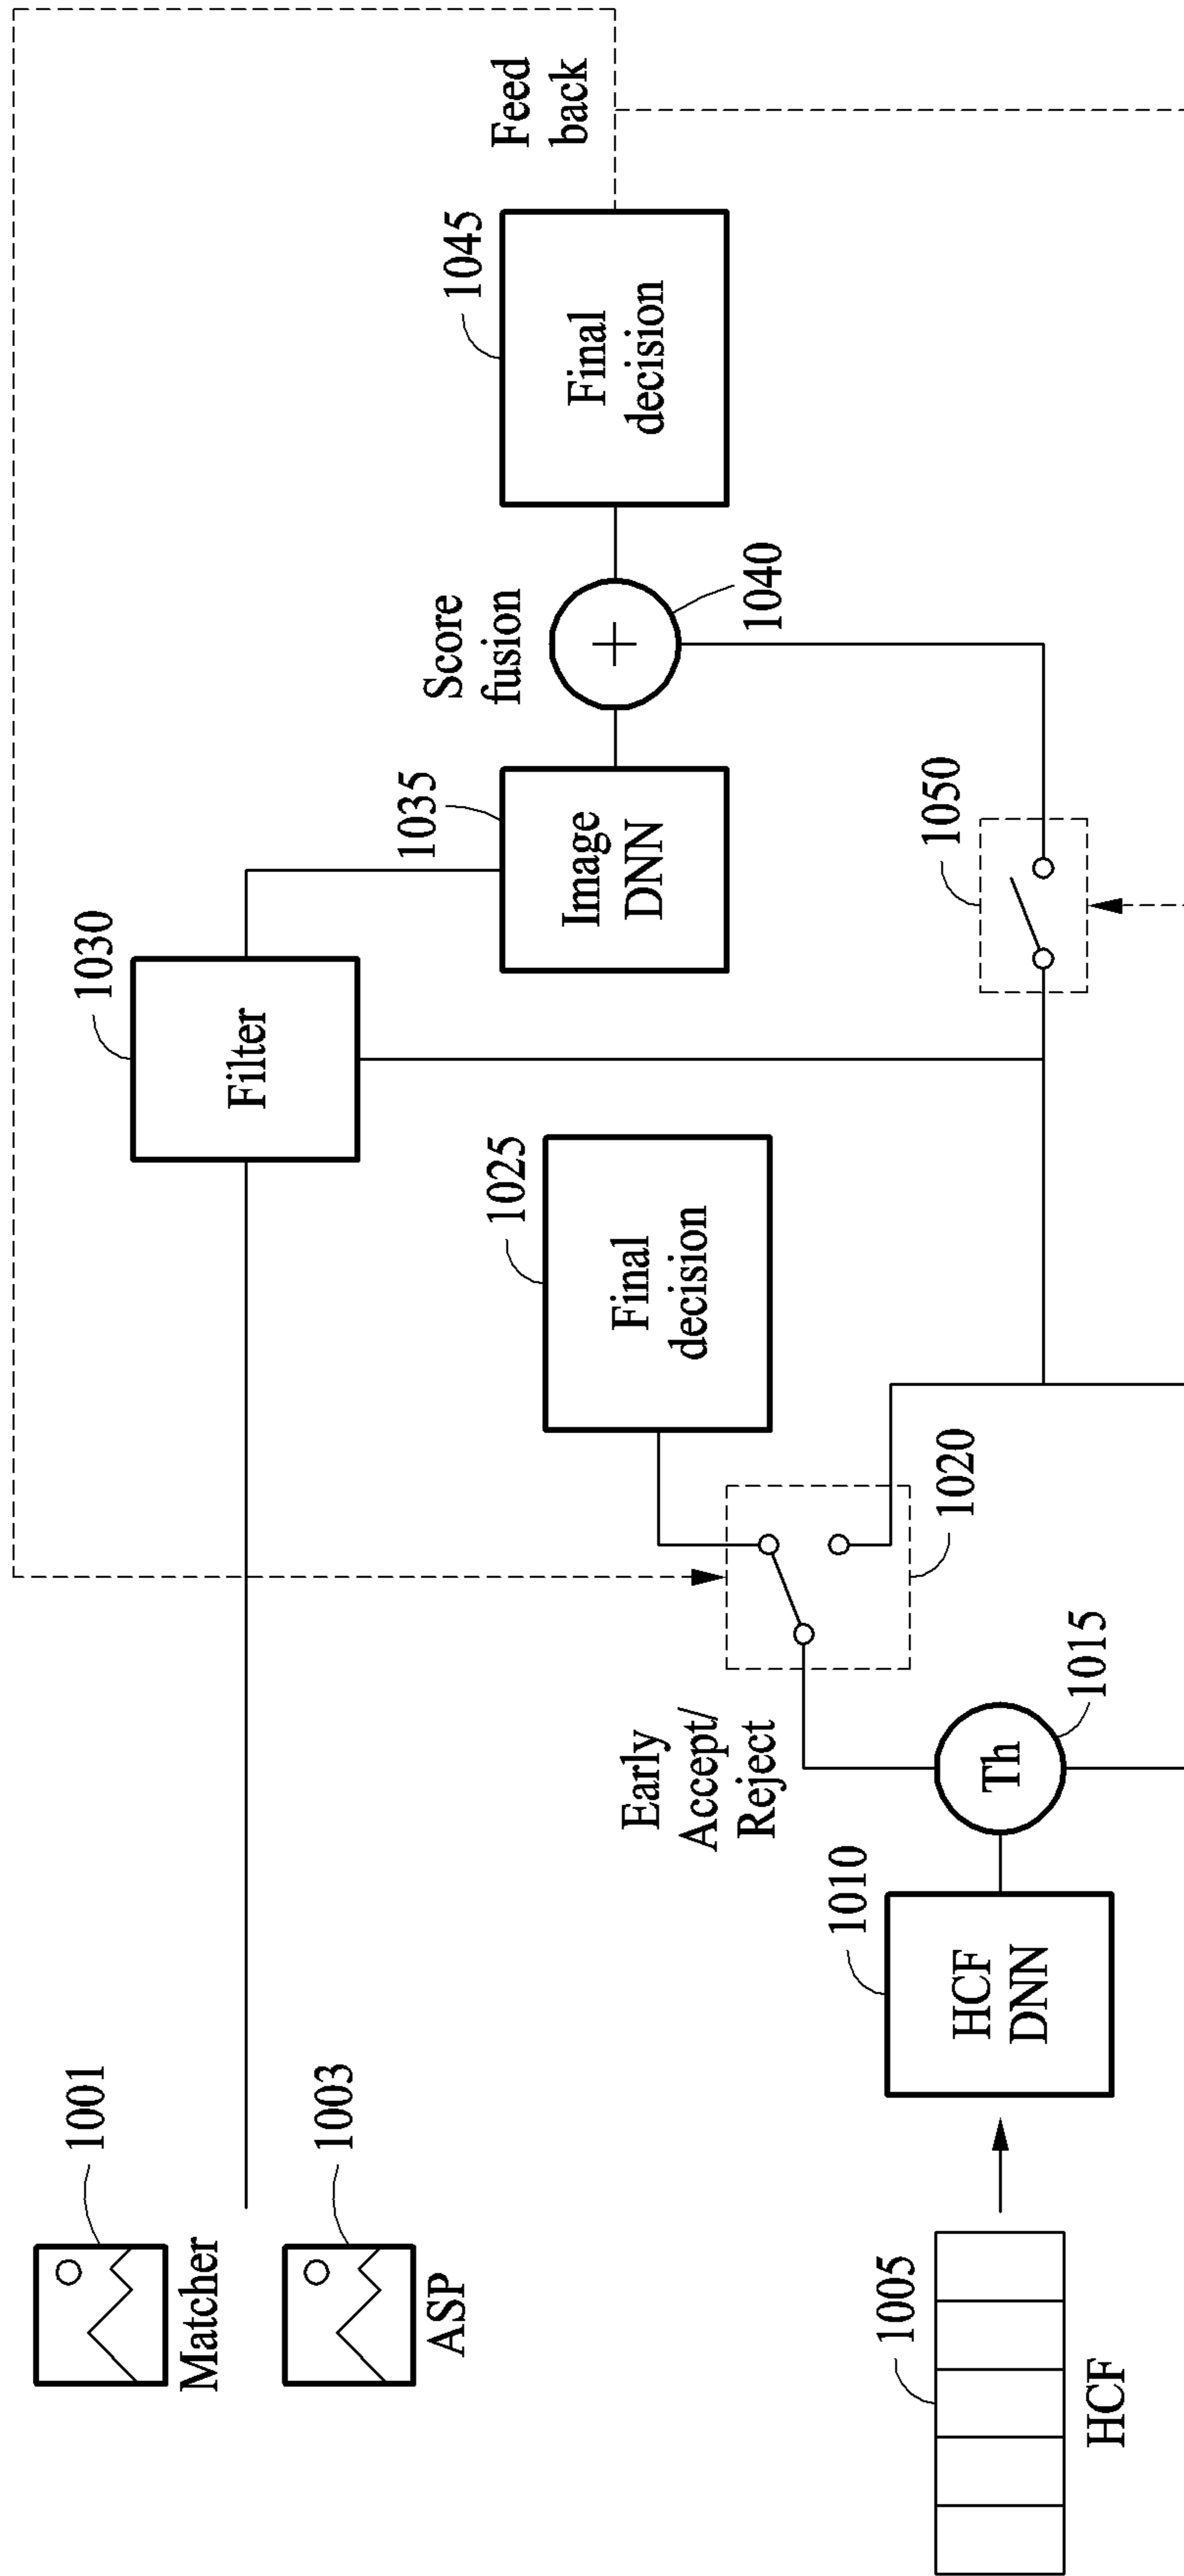 1001
Matcher
1003
ASP
1005
HCF
1010
HCF
DNN
Th
1015
Early
Accept/
Reject
1020
1025
Final
decision
1030
Filter
1035
Image
DNN
Score
fusion
+
1040
1045
Final
decision
Feed
back
1050